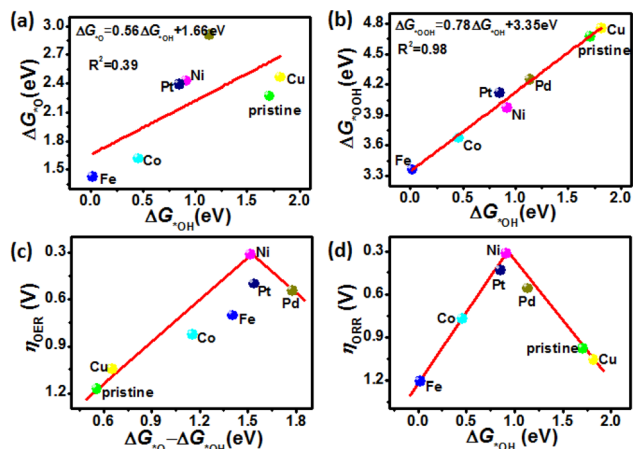 (a)
ΔG*O=0.56ΔG*OH+1.66eV
R²=0.39
3.0
2.7
2.4
2.1
1.8
1.5
ΔG*O(eV)
Ni
Pt
Cu
pristine
Co
Fe
0.0 0.5 1.0 1.5 2.0
ΔG*OH(eV)
(b)
ΔG*OOH=0.78ΔG*OH+3.35eV
R²=0.98
4.8
4.5
4.2
3.9
3.6
3.3
ΔG*OOH(eV)
Cu
pristine
Pt
Pd
Ni
Co
Fe
0.0 0.5 1.0 1.5 2.0
ΔG*OH(eV)
(c)
0.3
0.6
0.9
1.2
ηOER (V)
Ni
Pt
Pd
Fe
Co
Cu
pristine
0.6 0.9 1.2 1.5 1.8
ΔG*O−ΔG*OH(eV)
(d)
0.3
0.6
0.9
1.2
ηORR (V)
Ni
Pt
Pd
Co
pristine
Cu
Fe
0.0 0.5 1.0 1.5 2.0
ΔG*OH(eV)